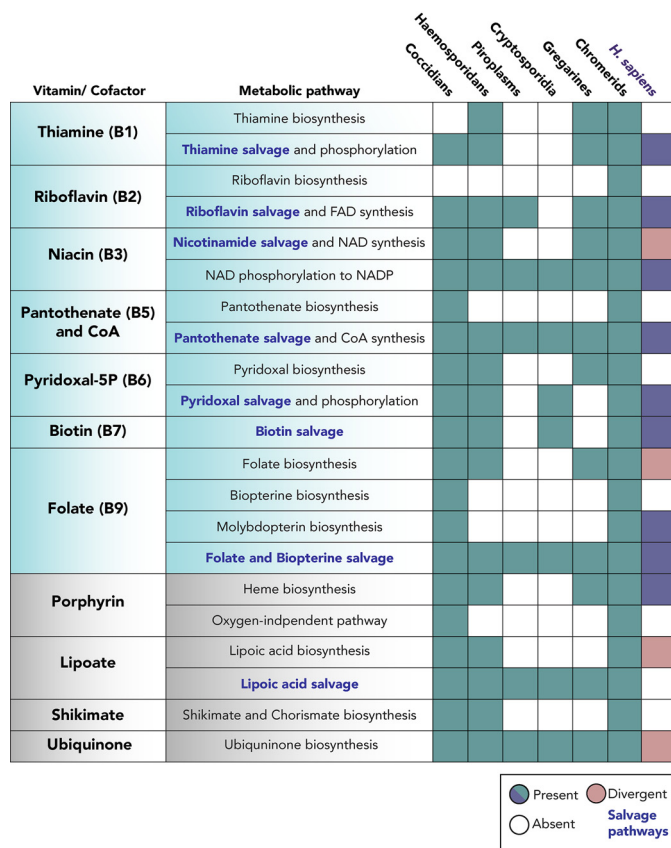 Coccidians
Haemosporidans
Piroplasms
Cryptosporidia
Gregarines
Chromerids
H. sapiens
Vitamin/ Cofactor
Metabolic pathway
Thiamine (B1)
Thiamine biosynthesis
Thiamine salvage and phosphorylation
Riboflavin (B2)
Riboflavin biosynthesis
Riboflavin salvage and FAD synthesis
Niacin (B3)
Nicotinamide salvage and NAD synthesis
NAD phosphorylation to NADP
Pantothenate (B5)
and CoA
Pantothenate biosynthesis
Pantothenate salvage and CoA synthesis
Pyridoxal-5P (B6)
Pyridoxal biosynthesis
Pyridoxal salvage and phosphorylation
Biotin (B7)
Biotin salvage
Folate (B9)
Folate biosynthesis
Biopterine biosynthesis
Molybdopterin biosynthesis
Folate and Biopterine salvage
Porphyrin
Heme biosynthesis
Oxygen-indpendent pathway
Lipoate
Lipoic acid biosynthesis
Lipoic acid salvage
Shikimate
Shikimate and Chorismate biosynthesis
Ubiquinone
Ubiquninone biosynthesis
Present
Divergent
Absent
Salvage
pathways